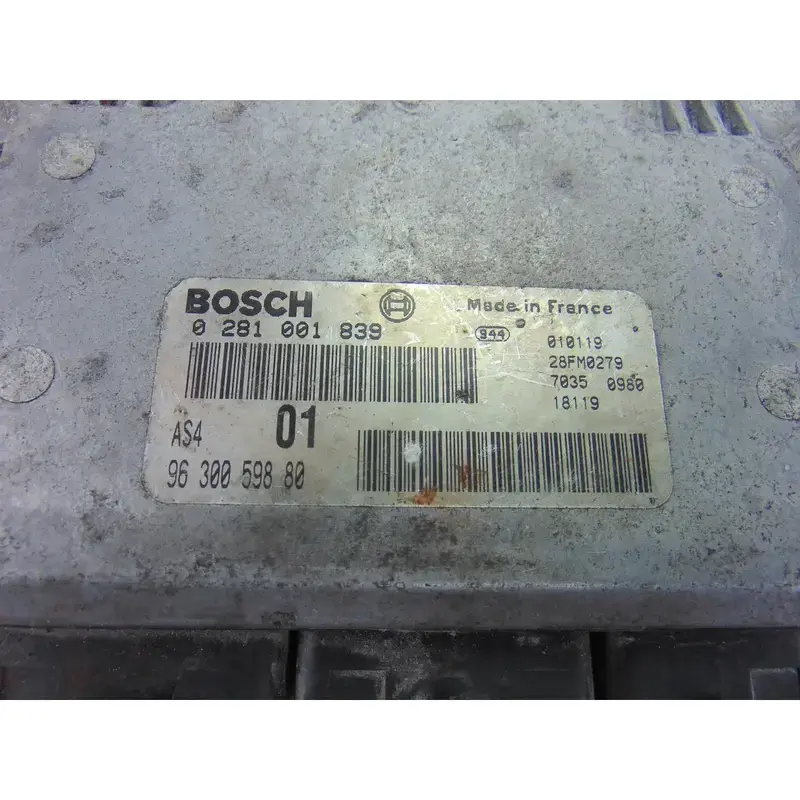 BOSCH
Made in France
0 281 001 839
944
010119
28FM0279
7035 0980
18119
AS4 01
96 300 598 80